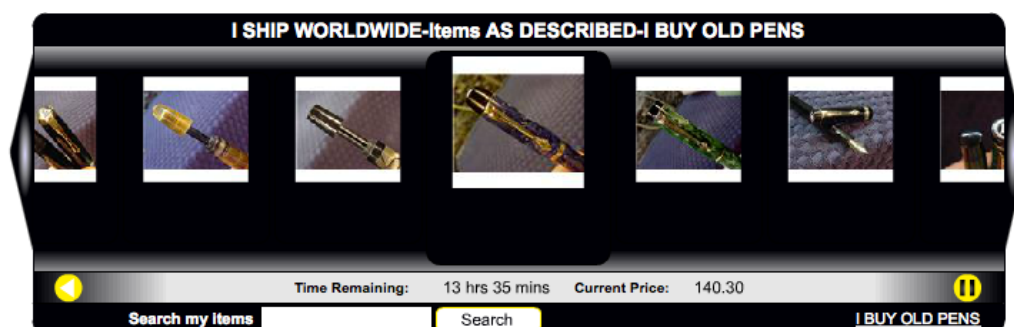 I SHIP WORLDWIDE-Items AS DESCRIBED-I BUY OLD PENS
Time Remaining: 13 hrs 35 mins Current Price: 140.30
Search my items Search I BUY OLD PENS